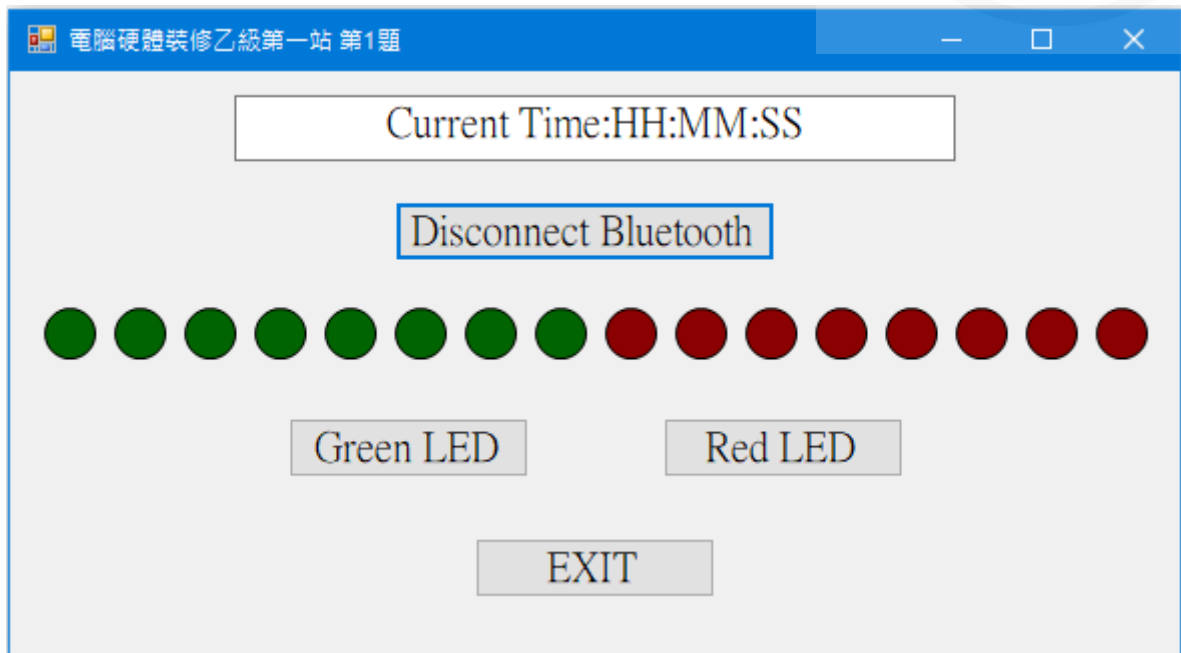 電腦硬體裝修乙級第一站 第1題
Current Time:HH:MM:SS
Disconnect Bluetooth
Green LED
Red LED
EXIT